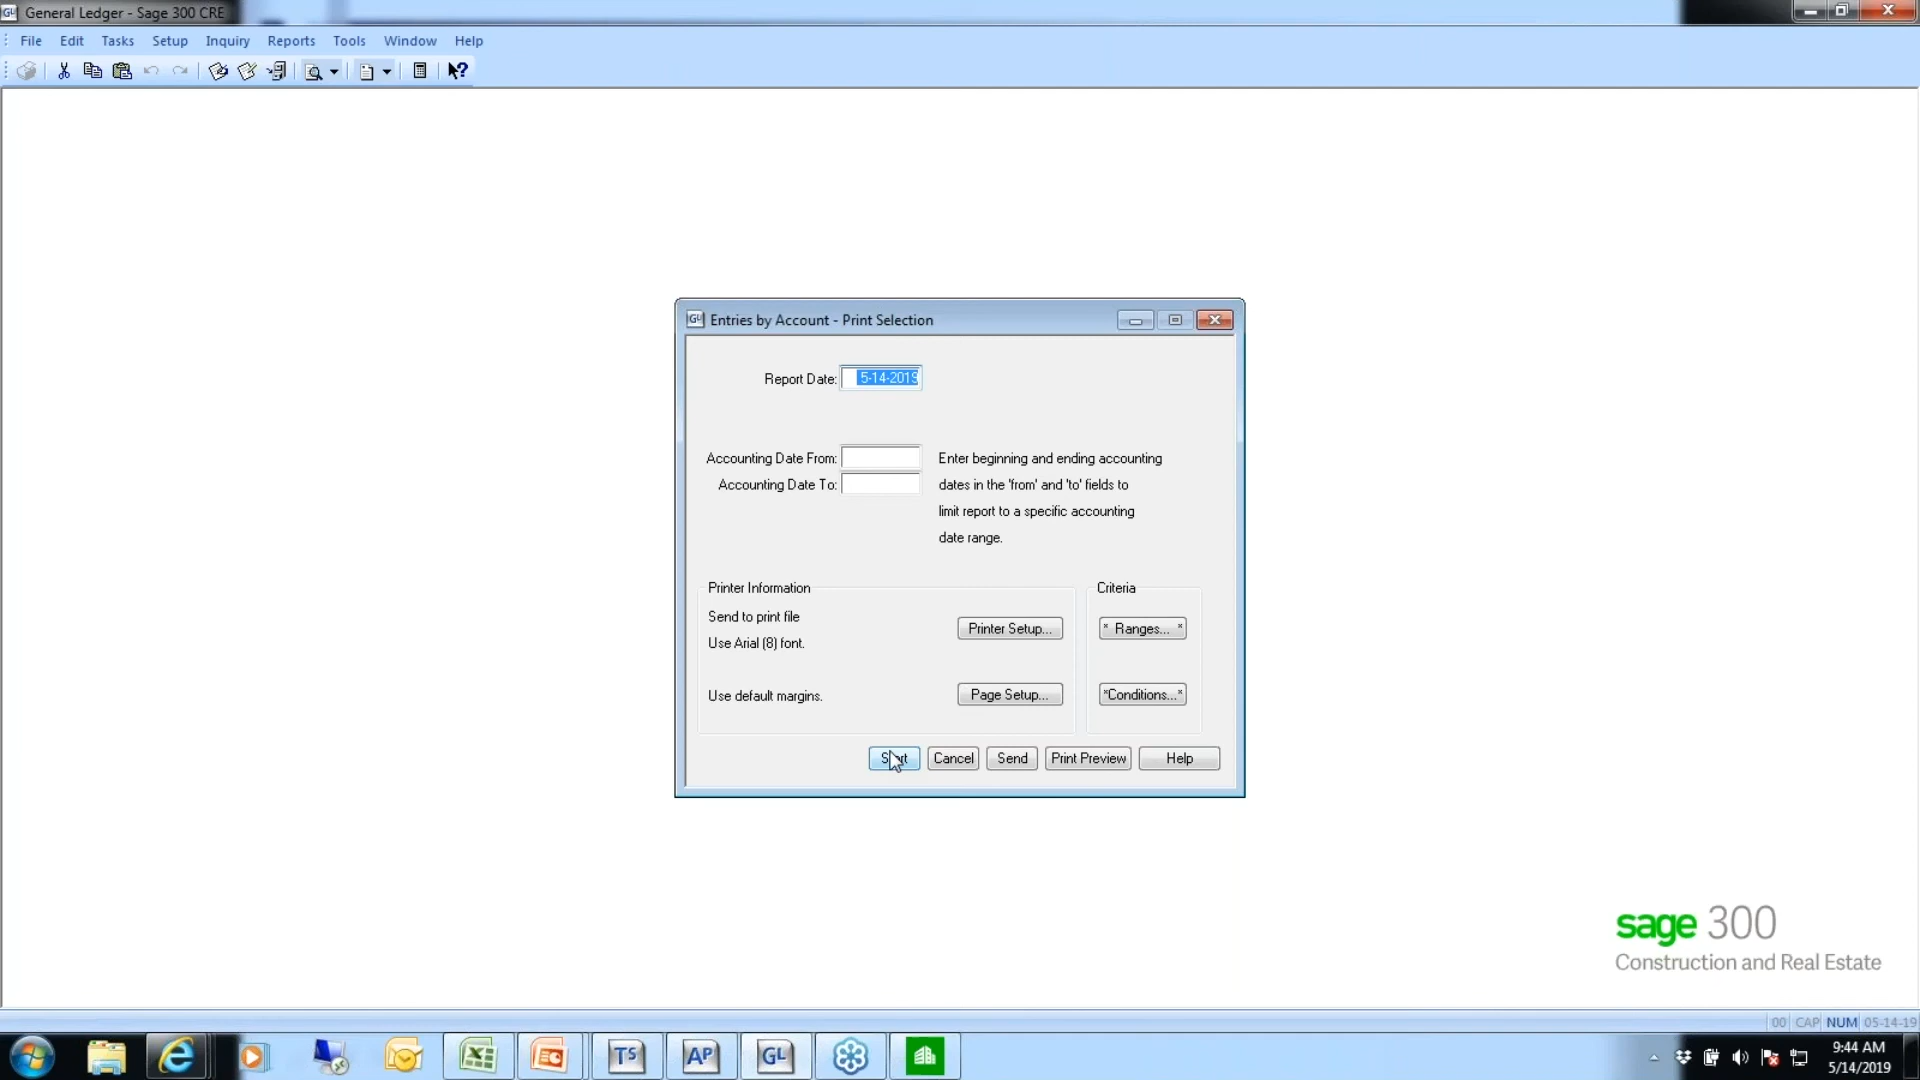 General Ledger - Sage 300 CRE
File Edit Tasks Setup Inquiry Reports Tools Window Help
Entries by Account - Print Selection
Report Date: 5-14-2019
Accounting Date From:
Enter beginning and ending accounting
Accounting Date To:
dates in the 'from' and 'to' fields to
limit report to a specific accounting
date range.
Printer Information
Criteria
Send to print file
Printer Setup...
* Ranges... *
Use Arial (8) font.
Use default margins.
Page Setup...
*Conditions...*
Start Cancel Send Print Preview Help
sage 300
Construction and Real Estate
00 CAP NUM 05-14-19
TS AP GL
9:44 AM
5/14/2019